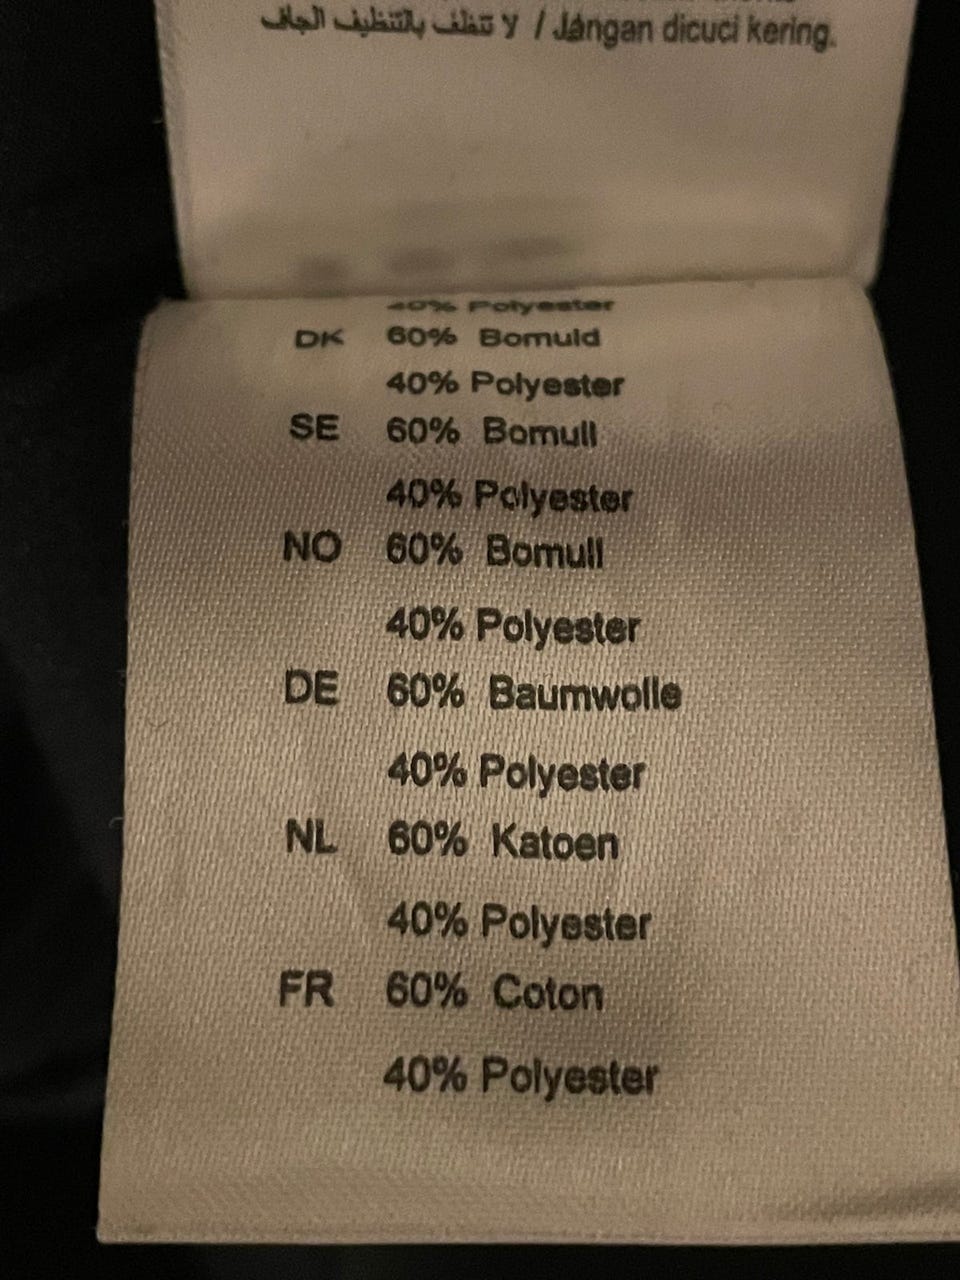 لا تنظف بالتنظيف الجاف / Jangan dicuci kering.
40% Polyester
DK 60% Bomuld
40% Polyester
SE 60% Bomull
40% Polyester
NO 60% Bomull
40% Polyester
DE 60% Baumwolle
40% Polyester
NL 60% Katoen
40% Polyester
FR 60% Coton
40% Polyester